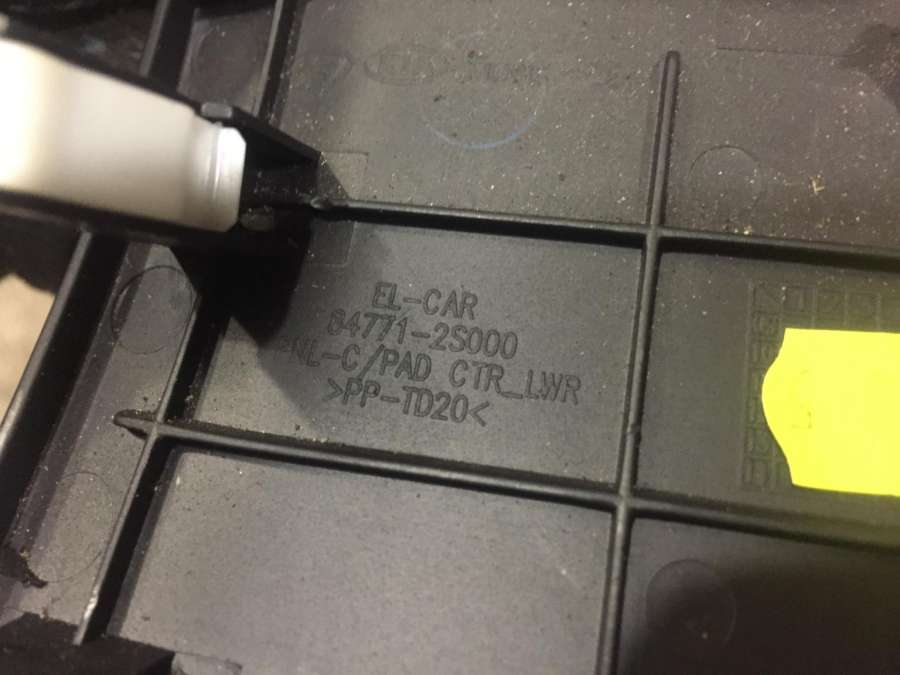 EL-CAR
84771-2S000
PNL-C/PAD CTR_LWR
>PP-TD20<